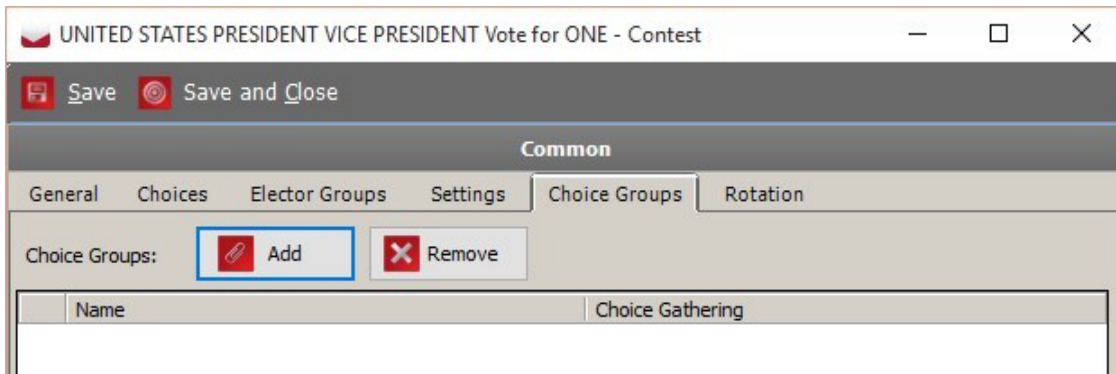 UNITED STATES PRESIDENT VICE PRESIDENT Vote for ONE - Contest
Save Save and Close
Common
General Choices Elector Groups Settings Choice Groups Rotation
Choice Groups: Add Remove
Name Choice Gathering